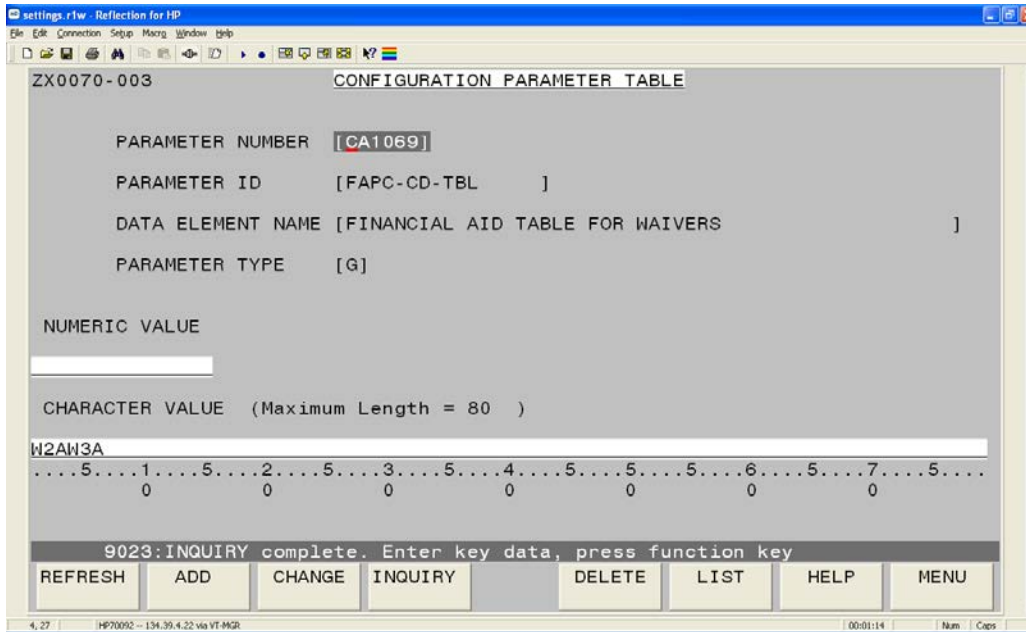 settings.r1w - Reflection for HP
File Edit Connection Setup Macro Window Help
ZX0070-003 CONFIGURATION PARAMETER TABLE
PARAMETER NUMBER [CA1069]
PARAMETER ID [FAPC-CD-TBL ]
DATA ELEMENT NAME [FINANCIAL AID TABLE FOR WAIVERS ]
PARAMETER TYPE [G]
NUMERIC VALUE
CHARACTER VALUE (Maximum Length = 80 )
W2AW3A
....5....1....5....2....5....3....5....4....5....5....5....6....5....7....5....
0 0 0 0 0 0 0
9023:INQUIRY complete. Enter key data, press function key
REFRESH ADD CHANGE INQUIRY DELETE LIST HELP MENU
4, 27 HP70092 -- 134.39.4.22 via VT-MGR 00:01:14 Num Caps